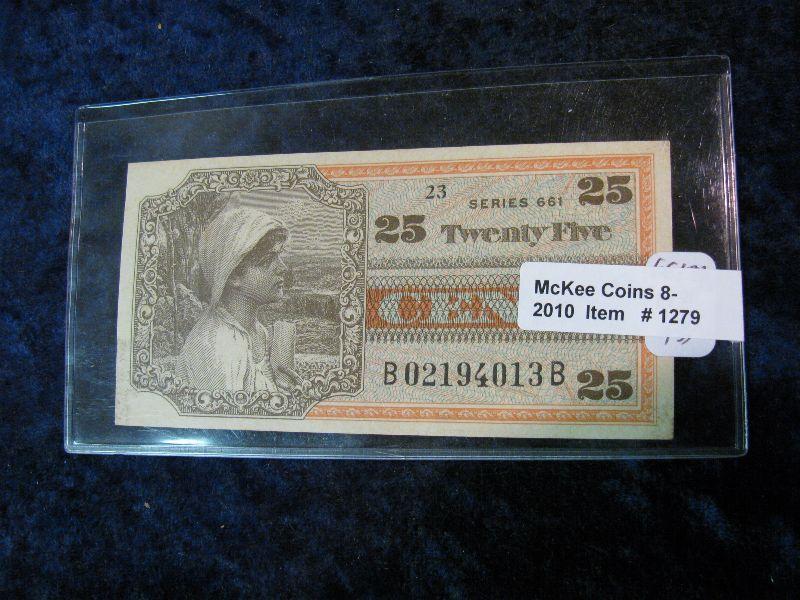 23
SERIES 661
25
25
Twenty Five
McKee Coins 8-
2010 Item # 1279
B02194013B
25